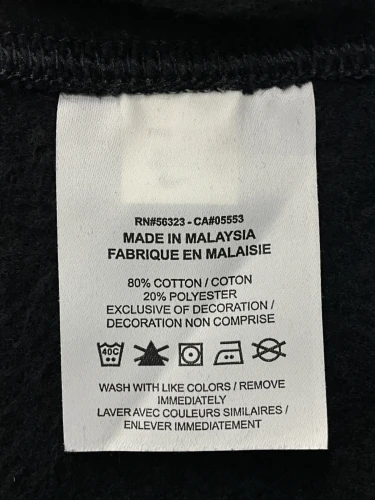 RN#56323 - CA#05553
MADE IN MALAYSIA
FABRIQUE EN MALAISIE
80% COTTON / COTON
20% POLYESTER
EXCLUSIVE OF DECORATION /
DECORATION NON COMPRISE
40C
WASH WITH LIKE COLORS / REMOVE
IMMEDIATELY
LAVER AVEC COULEURS SIMILAIRES /
ENLEVER IMMEDIATEMENT